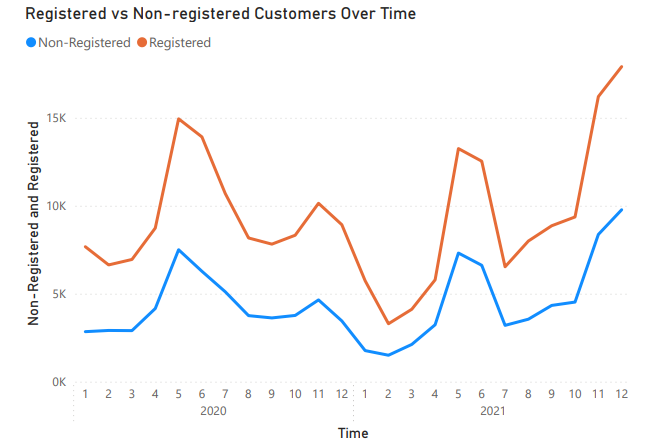 Registered vs Non-registered Customers Over Time
Non-Registered Registered
Non-Registered and Registered
15K
10K
5K
0K
1 2 3 4 5 6 7 8 9 10 11 12 1 2 3 4 5 6 7 8 9 10 11 12
2020 2021
Time